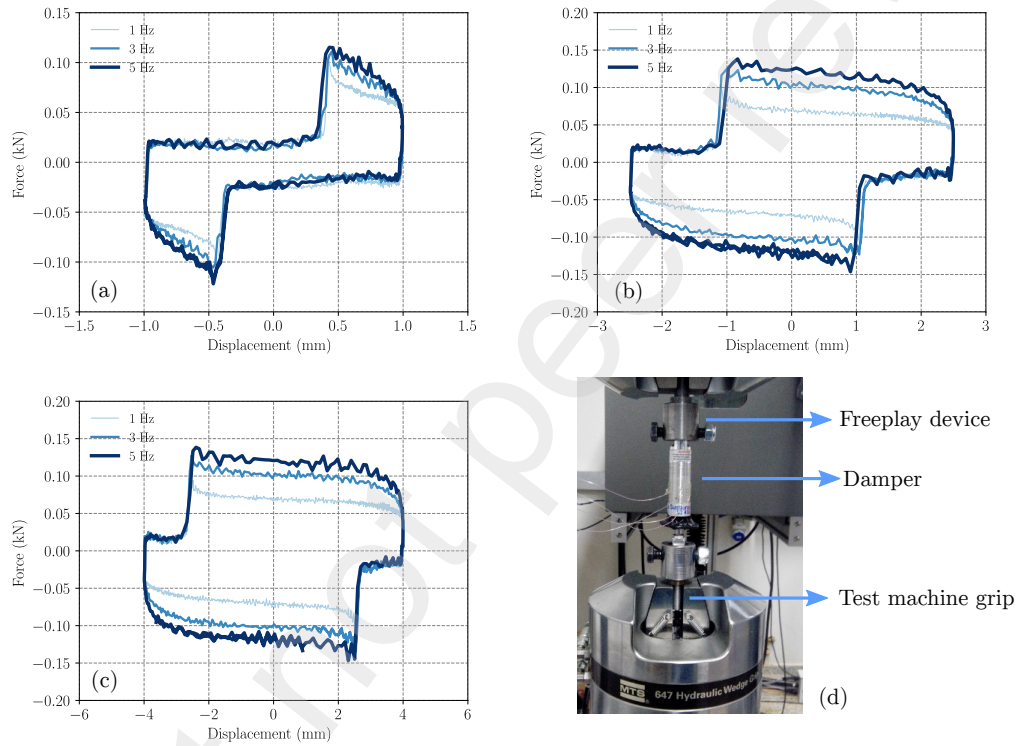 1 Hz
3 Hz
5 Hz
Force (kN)
0.15
0.10
0.05
0.00
−0.05
−0.10
−0.15
(a)
−1.5 −1.0 −0.5 0.0 0.5 1.0 1.5
Displacement (mm)
1 Hz
3 Hz
5 Hz
Force (kN)
0.20
0.15
0.10
0.05
0.00
−0.05
−0.10
−0.15
−0.20
(b)
−3 −2 −1 0 1 2 3
Displacement (mm)
1 Hz
3 Hz
5 Hz
Force (kN)
0.20
0.15
0.10
0.05
0.00
−0.05
−0.10
−0.15
−0.20
(c)
−6 −4 −2 0 2 4 6
Displacement (mm)
Freeplay device
Damper
Test machine grip
MTS
647 Hydraulic Wedge
(d)
not peer re